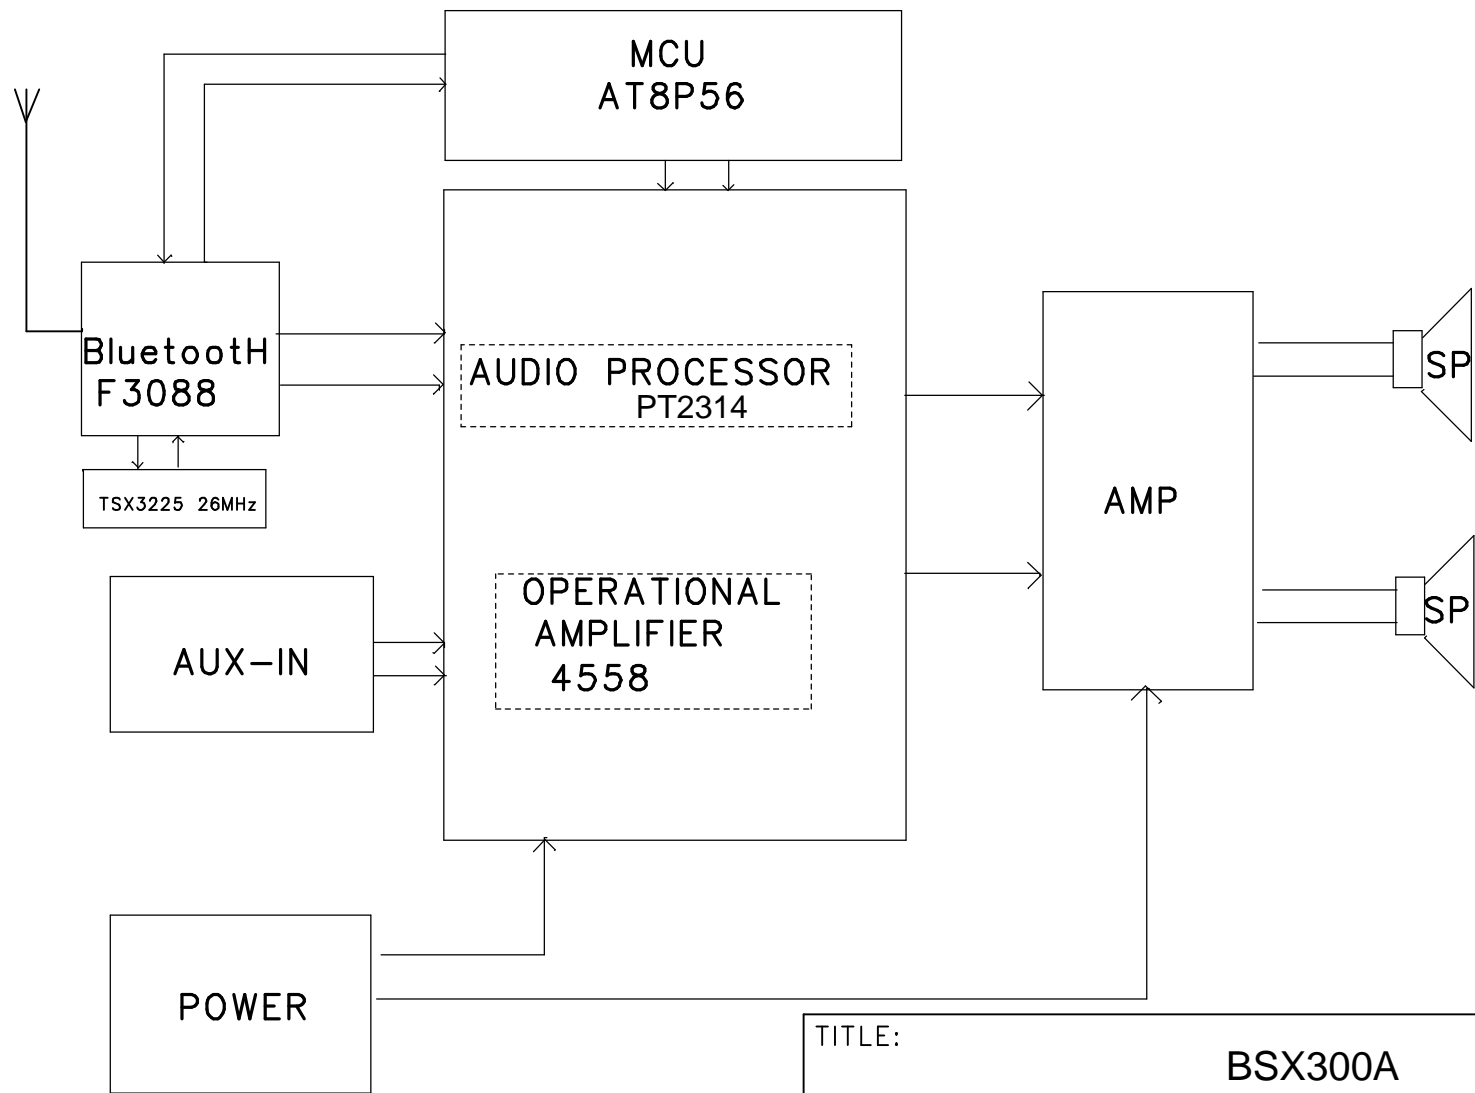 MCU
AT8P56
BluetootH
F3088
AUDIO PROCESSOR
PT2314
SP
TSX3225 26MHz
AMP
OPERATIONAL
AMPLIFIER
4558
SP
AUX-IN
POWER
TITLE:
BSX300A